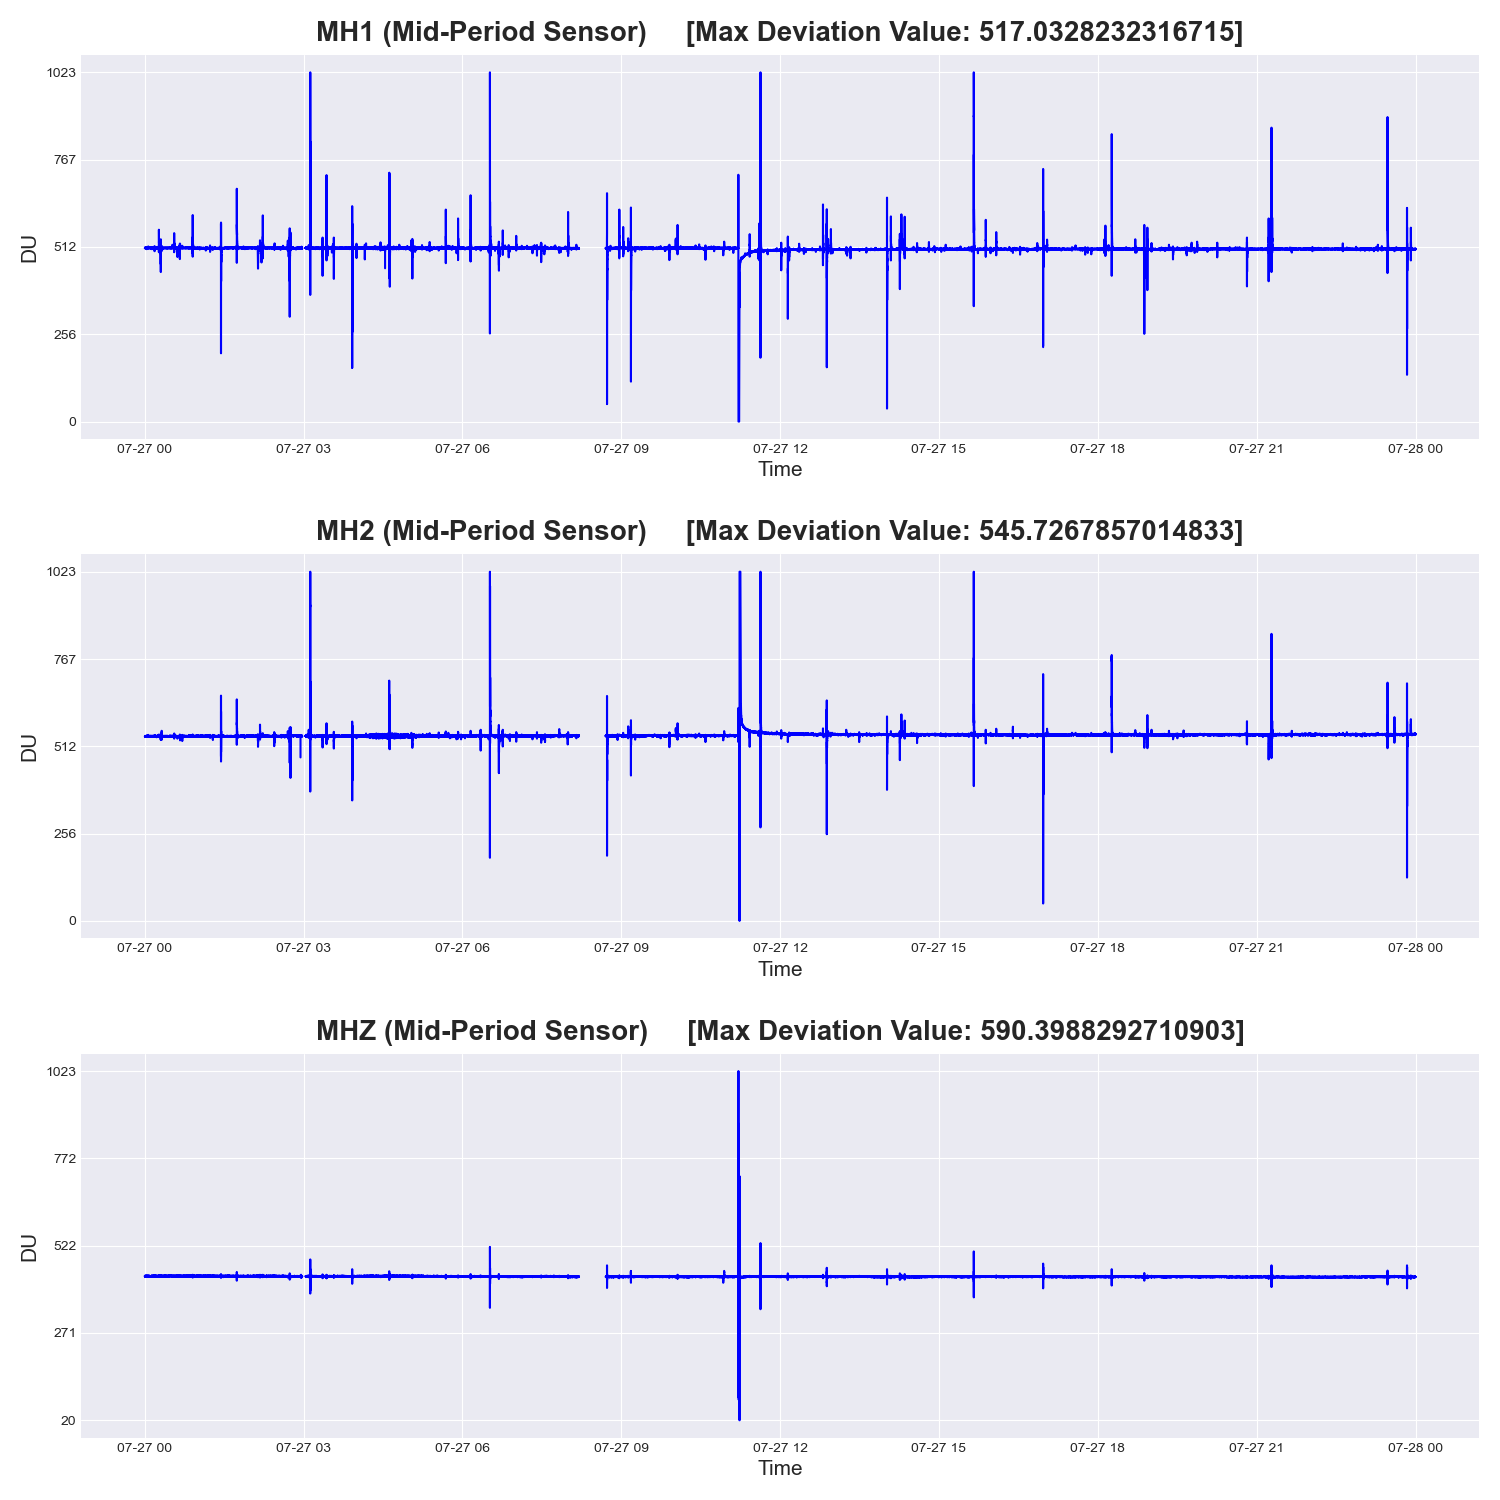 MH1 (Mid-Period Sensor)     [Max Deviation Value: 517.0328232316715]
1023
767
512
256
0
DU
07-27 00 07-27 03 07-27 06 07-27 09 07-27 12 07-27 15 07-27 18 07-27 21 07-28 00
Time
MH2 (Mid-Period Sensor)     [Max Deviation Value: 545.7267857014833]
1023
767
512
256
0
DU
07-27 00 07-27 03 07-27 06 07-27 09 07-27 12 07-27 15 07-27 18 07-27 21 07-28 00
Time
MHZ (Mid-Period Sensor)     [Max Deviation Value: 590.3988292710903]
1023
772
522
271
20
DU
07-27 00 07-27 03 07-27 06 07-27 09 07-27 12 07-27 15 07-27 18 07-27 21 07-28 00
Time